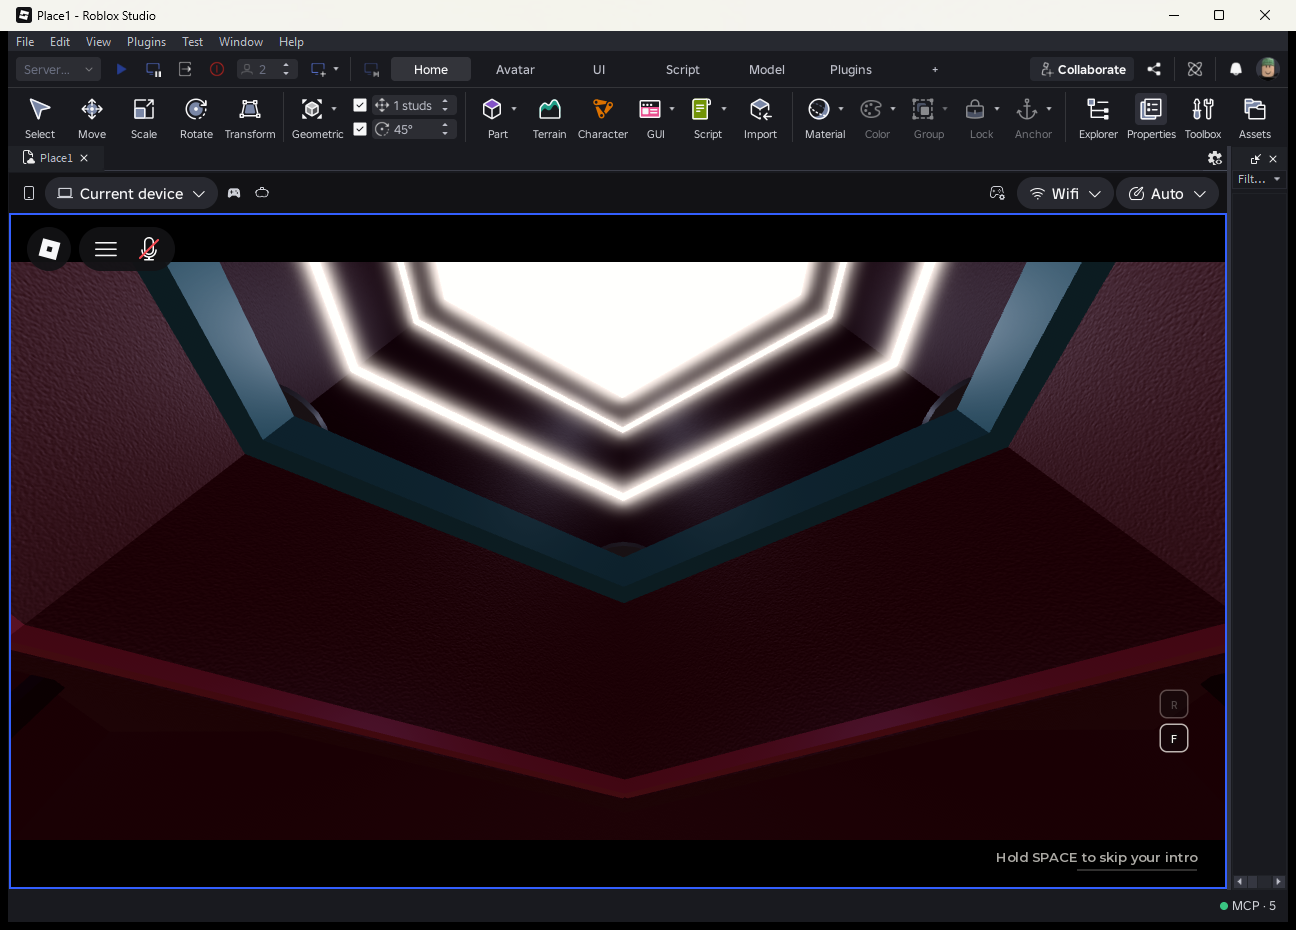 Place1 - Roblox Studio
File Edit View Plugins Test Window Help
Server... 2 Home Avatar UI Script Model Plugins + Collaborate
1 studs
45°
Select Move Scale Rotate Transform Geometric Part Terrain Character GUI Script Import Material Color Group Lock Anchor Explorer Properties Toolbox Assets
Place1
Filt...
Current device Wifi Auto
R
F
Hold SPACE to skip your intro
MCP · 5